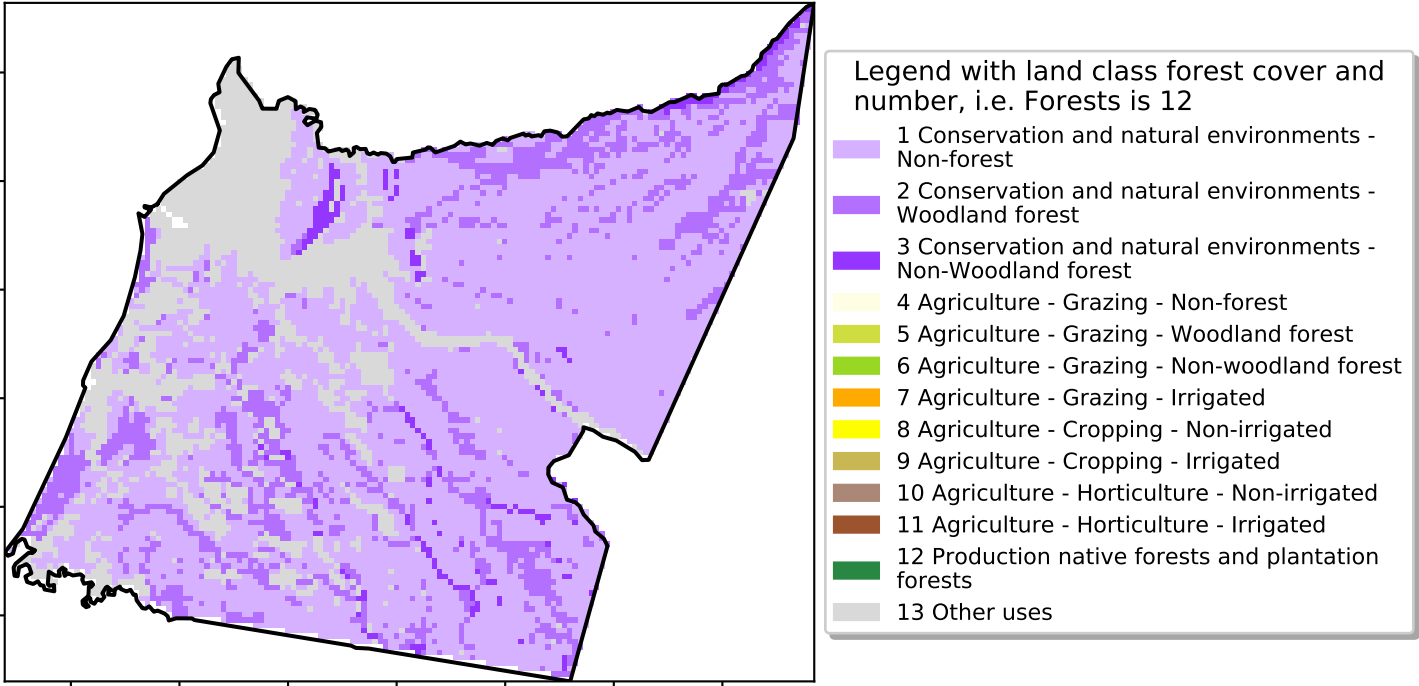 Legend with land class forest cover and
number, i.e. Forests is 12
1 Conservation and natural environments -
Non-forest
2 Conservation and natural environments -
Woodland forest
3 Conservation and natural environments -
Non-Woodland forest
4 Agriculture - Grazing - Non-forest
5 Agriculture - Grazing - Woodland forest
6 Agriculture - Grazing - Non-woodland forest
7 Agriculture - Grazing - Irrigated
8 Agriculture - Cropping - Non-irrigated
9 Agriculture - Cropping - Irrigated
10 Agriculture - Horticulture - Non-irrigated
11 Agriculture - Horticulture - Irrigated
12 Production native forests and plantation
forests
13 Other uses